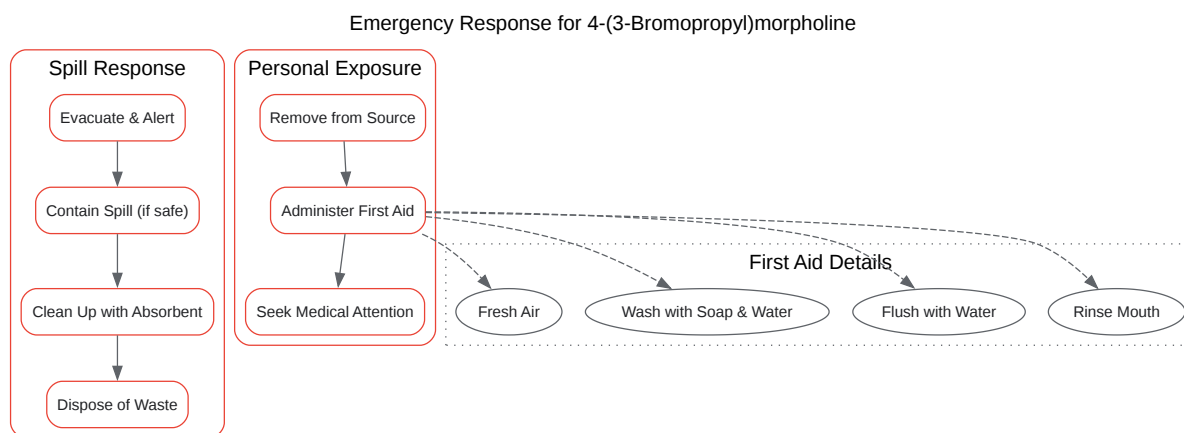 Emergency Response for 4-(3-Bromopropyl)morpholine
Spill Response
Evacuate & Alert
Contain Spill (if safe)
Clean Up with Absorbent
Dispose of Waste
Personal Exposure
Remove from Source
Administer First Aid
Seek Medical Attention
First Aid Details
Fresh Air
Wash with Soap & Water
Flush with Water
Rinse Mouth